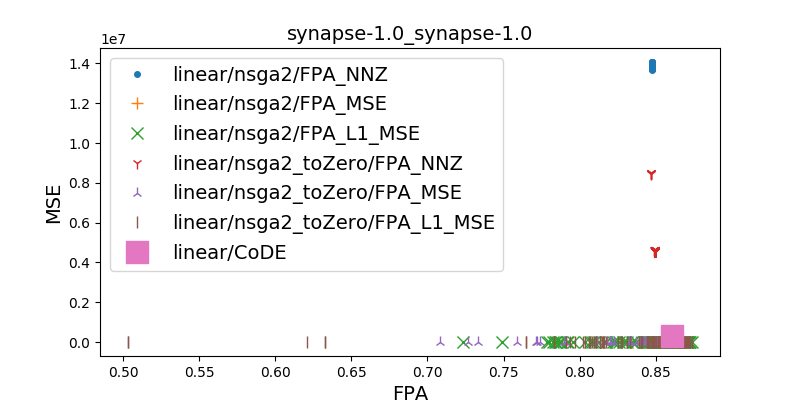 synapse-1.0_synapse-1.0
1e7
1.4
1.2
1.0
0.8
0.6
0.4
0.2
0.0
MSE
linear/nsga2/FPA_NNZ
linear/nsga2/FPA_MSE
linear/nsga2/FPA_L1_MSE
linear/nsga2_toZero/FPA_NNZ
linear/nsga2_toZero/FPA_MSE
linear/nsga2_toZero/FPA_L1_MSE
linear/CoDE
0.50 0.55 0.60 0.65 0.70 0.75 0.80 0.85
FPA